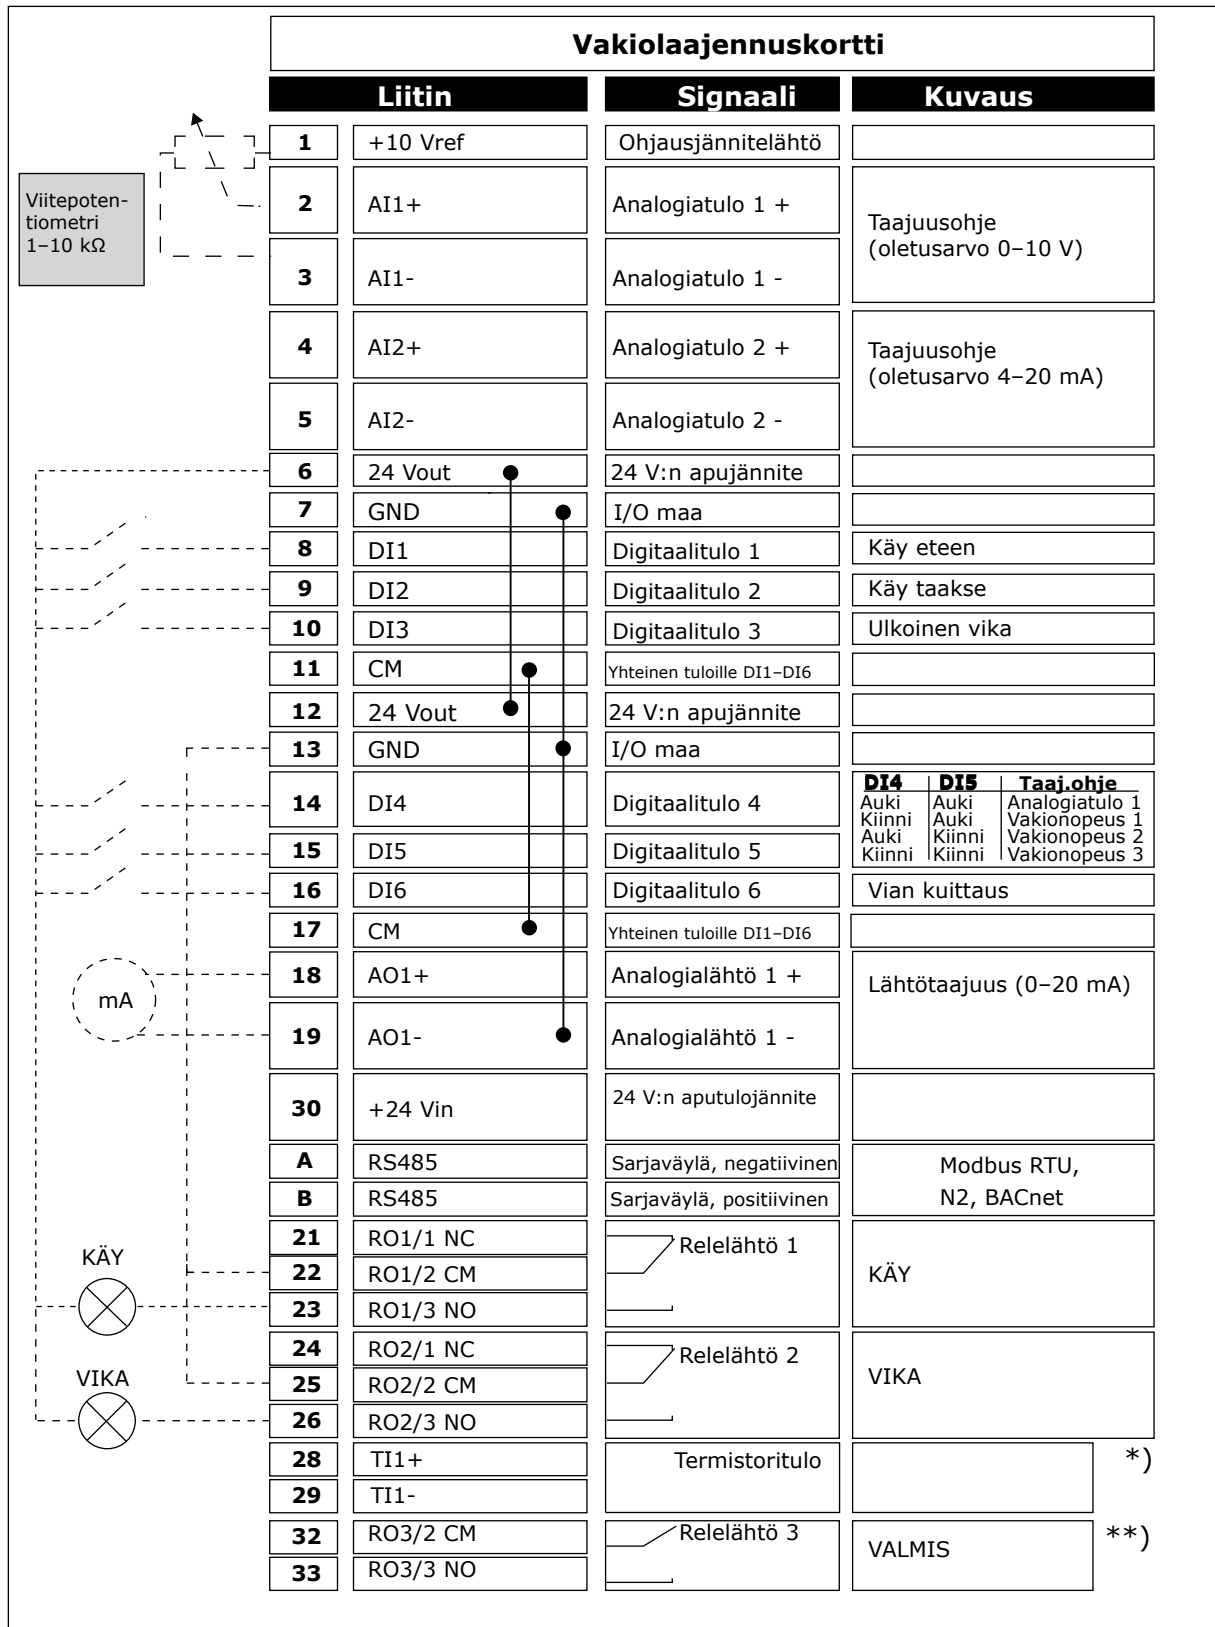 Vakiolaajennuskortti
Liitin Signaali Kuvaus
Viitepoten-
tiometri
1–10 kΩ
1 +10 Vref Ohjausjännitelähtö
2 AI1+ Analogiatulo 1 +
Taajuusohje
(oletusarvo 0–10 V)
3 AI1- Analogiatulo 1 -
4 AI2+ Analogiatulo 2 +
Taajuusohje
(oletusarvo 4–20 mA)
5 AI2- Analogiatulo 2 -
6 24 Vout 24 V:n apujännite
7 GND I/O maa
8 DI1 Digitaalitulo 1 Käy eteen
9 DI2 Digitaalitulo 2 Käy taakse
10 DI3 Digitaalitulo 3 Ulkoinen vika
11 CM Yhteinen tuloille DI1–DI6
12 24 Vout 24 V:n apujännite
13 GND I/O maa
14 DI4 Digitaalitulo 4
DI4 DI5 Taaj.ohje
Auki Auki Analogiatulo 1
Kiinni Auki Vakionopeus 1
Auki Kiinni Vakionopeus 2
Kiinni Kiinni Vakionopeus 3
15 DI5 Digitaalitulo 5
16 DI6 Digitaalitulo 6 Vian kuittaus
17 CM Yhteinen tuloille DI1–DI6
mA
18 AO1+ Analogialähtö 1 + Lähtötaajuus (0–20 mA)
19 AO1- Analogialähtö 1 -
30 +24 Vin 24 V:n aputulojännite
A RS485 Sarjaväylä, negatiivinen
Modbus RTU,
N2, BACnet
B RS485 Sarjaväylä, positiivinen
21 RO1/1 NC Relelähtö 1
KÄY
22 RO1/2 CM KÄY
23 RO1/3 NO
24 RO2/1 NC Relelähtö 2
VIKA
25 RO2/2 CM VIKA
26 RO2/3 NO
28 TI1+ Termistoritulo *)
29 TI1-
32 RO3/2 CM Relelähtö 3 VALMIS **)
33 RO3/3 NO